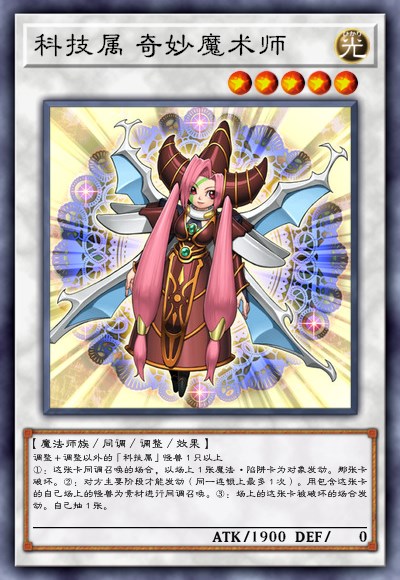 科技属 奇妙魔术师
光
【魔法师族／同调／调整／效果】
调整＋调整以外的「科技属」怪兽1只以上
①：这张卡同调召唤的场合，以场上1张魔法·陷阱卡为对象发动。那张卡
破坏。②：对方主要阶段才能发动（同一连锁上最多1次）。用包含这张卡
的自己场上的怪兽为素材进行同调召唤。③：场上的这张卡被破坏的场合发
动。自己抽1张。
ATK/1900 DEF/ 0